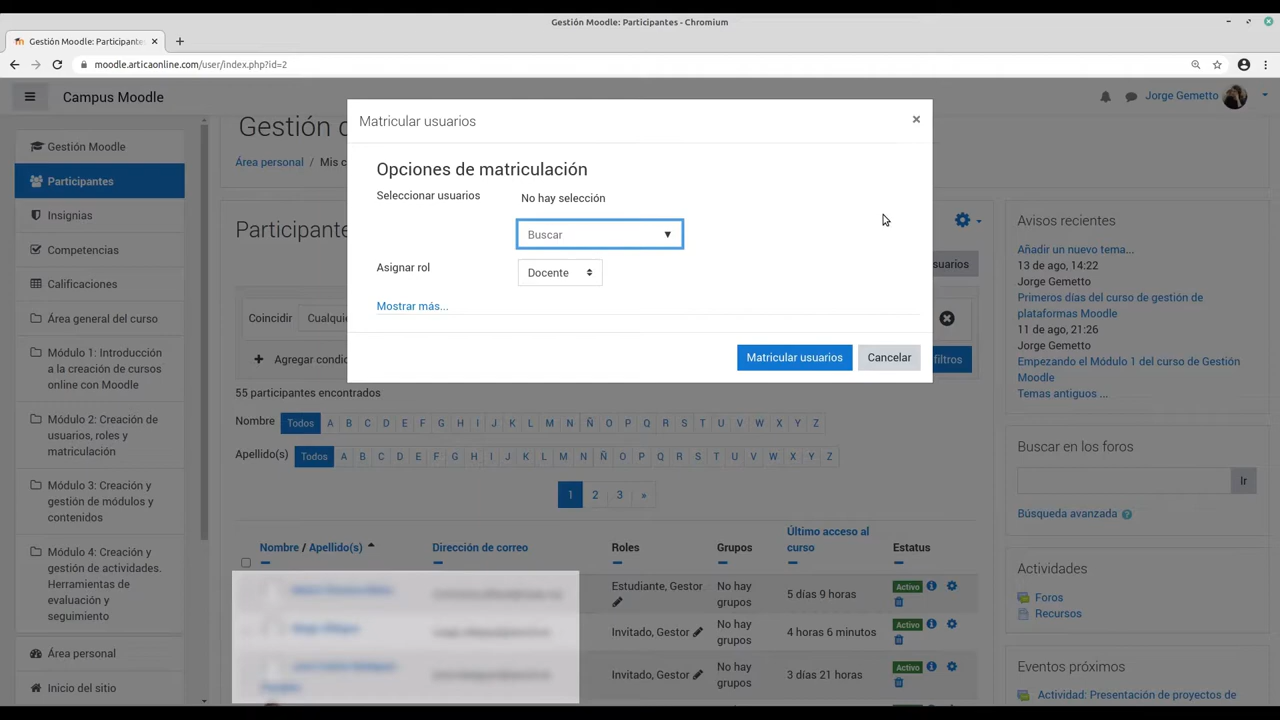 Gestión Moodle: Participantes - Chromium
Gestión Moodle: Participante
moodle.articaonline.com/user/index.php?id=2
Campus Moodle
Jorge Gemetto
Gestión Moodle
Participantes
Insignias
Competencias
Calificaciones
Área general del curso
Módulo 1: Introducción
a la creación de cursos
online con Moodle
Módulo 2: Creación de
usuarios, roles y
matriculación
Módulo 3: Creación y
gestión de módulos y
contenidos
Módulo 4: Creación y
gestión de actividades.
Herramientas de
evaluación y
seguimiento
Área personal
Inicio del sitio
Gestión d
Área personal / Mis c
Participante
usuarios
Coincidir Cualquie
Agregar condic
filtros
Matricular usuarios ×
Opciones de matriculación
Seleccionar usuarios No hay selección
Buscar ▼
Asignar rol Docente
Mostrar más...
Matricular usuarios Cancelar
55 participantes encontrados
Nombre Todos A B C D E F G H I J K L M N Ñ O P Q R S T U V W X Y Z
Apellido(s) Todos A B C D E F G H I J K L M N Ñ O P Q R S T U V W X Y Z
1 2 3 »
Nombre / Apellido(s) Dirección de correo Roles Grupos Último acceso al
curso Estatus
Estudiante, Gestor No hay
grupos 5 días 9 horas Activo
Invitado, Gestor No hay
grupos 4 horas 6 minutos Activo
Invitado, Gestor No hay
grupos 3 días 21 horas Activo
Avisos recientes
Añadir un nuevo tema...
13 de ago, 14:22
Jorge Gemetto
Primeros días del curso de gestión de
plataformas Moodle
11 de ago, 21:26
Jorge Gemetto
Empezando el Módulo 1 del curso de Gestión
Moodle
Temas antiguos ...
Buscar en los foros
Ir
Búsqueda avanzada
Actividades
Foros
Recursos
Eventos próximos
Actividad: Presentación de proyectos de